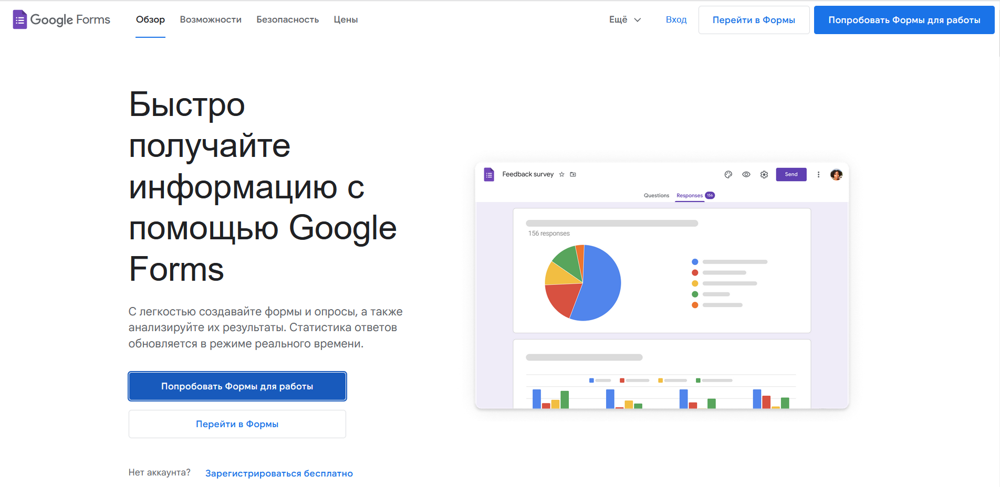 Google Forms
Обзор
Возможности
Безопасность
Цены
Ещё
Вход
Перейти в Формы
Попробовать Формы для работы
Быстро
получайте
информацию с
помощью Google
Forms
С легкостью создавайте формы и опросы, а также
анализируйте их результаты. Статистика ответов
обновляется в режиме реального времени.
Попробовать Формы для работы
Перейти в Формы
Нет аккаунта? Зарегистрироваться бесплатно
Feedback survey
Send
Questions
Responses 156
156 responses